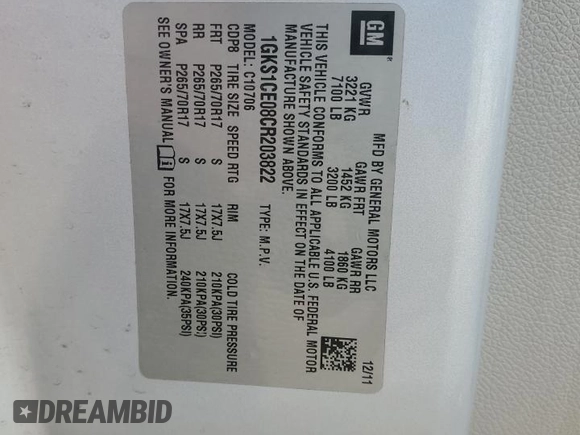 GM
MFD BY GENERAL MOTORS LLC
12/11
GVWR GAWR FRT GAWR RR
3221 KG 1452 KG 1860 KG
7100 LB 3200 LB 4100 LB
THIS VEHICLE CONFORMS TO ALL APPLICABLE U.S. FEDERAL MOTOR
VEHICLE SAFETY STANDARDS IN EFFECT ON THE DATE OF
MANUFACTURE SHOWN ABOVE.
1GKS1CE08CR203822 TYPE: M.P.V.
MODEL: C10706
CDP8 TIRE SIZE SPEED RTG RIM COLD TIRE PRESSURE
FRT P265/70R17 S 17X7.5J 210KPA(30PSI)
RR P265/70R17 S 17X7.5J 210KPA(30PSI)
SPA P265/70R17 S 17X7.5J 240KPA(35PSI)
SEE OWNER'S MANUAL FOR MORE INFORMATION.
DREAMBID